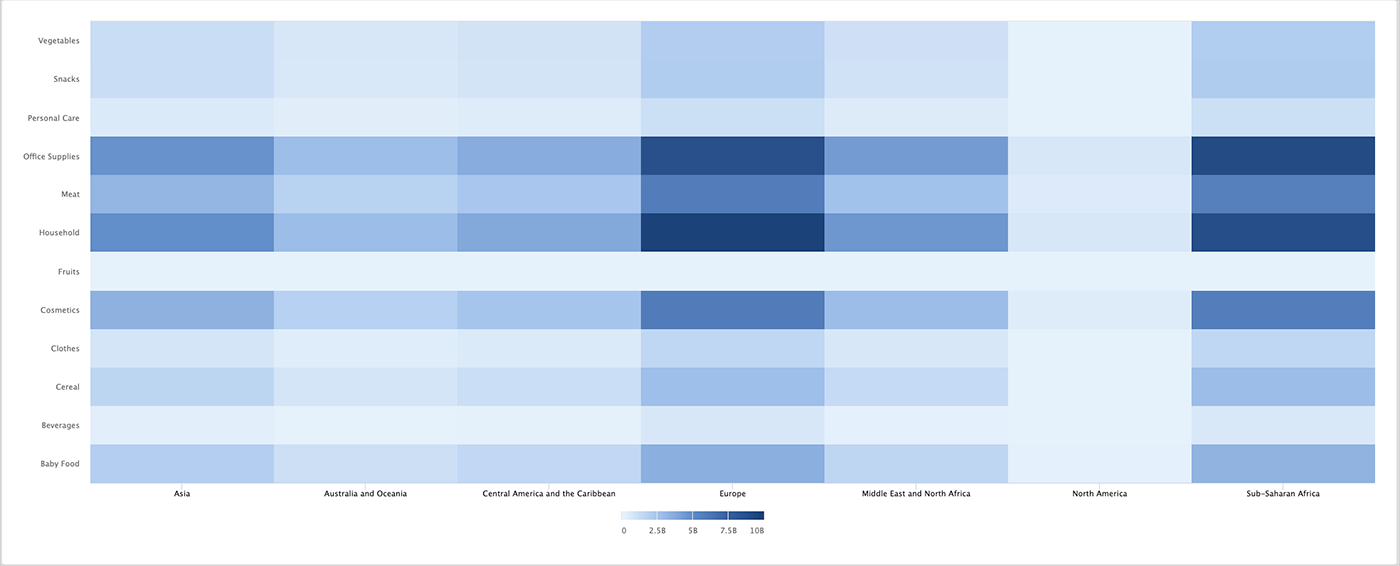 Vegetables
Snacks
Personal Care
Office Supplies
Meat
Household
Fruits
Cosmetics
Clothes
Cereal
Beverages
Baby Food
Asia Australia and Oceania Central America and the Caribbean Europe Middle East and North Africa North America Sub-Saharan Africa
0 2.5B 5B 7.5B 10B